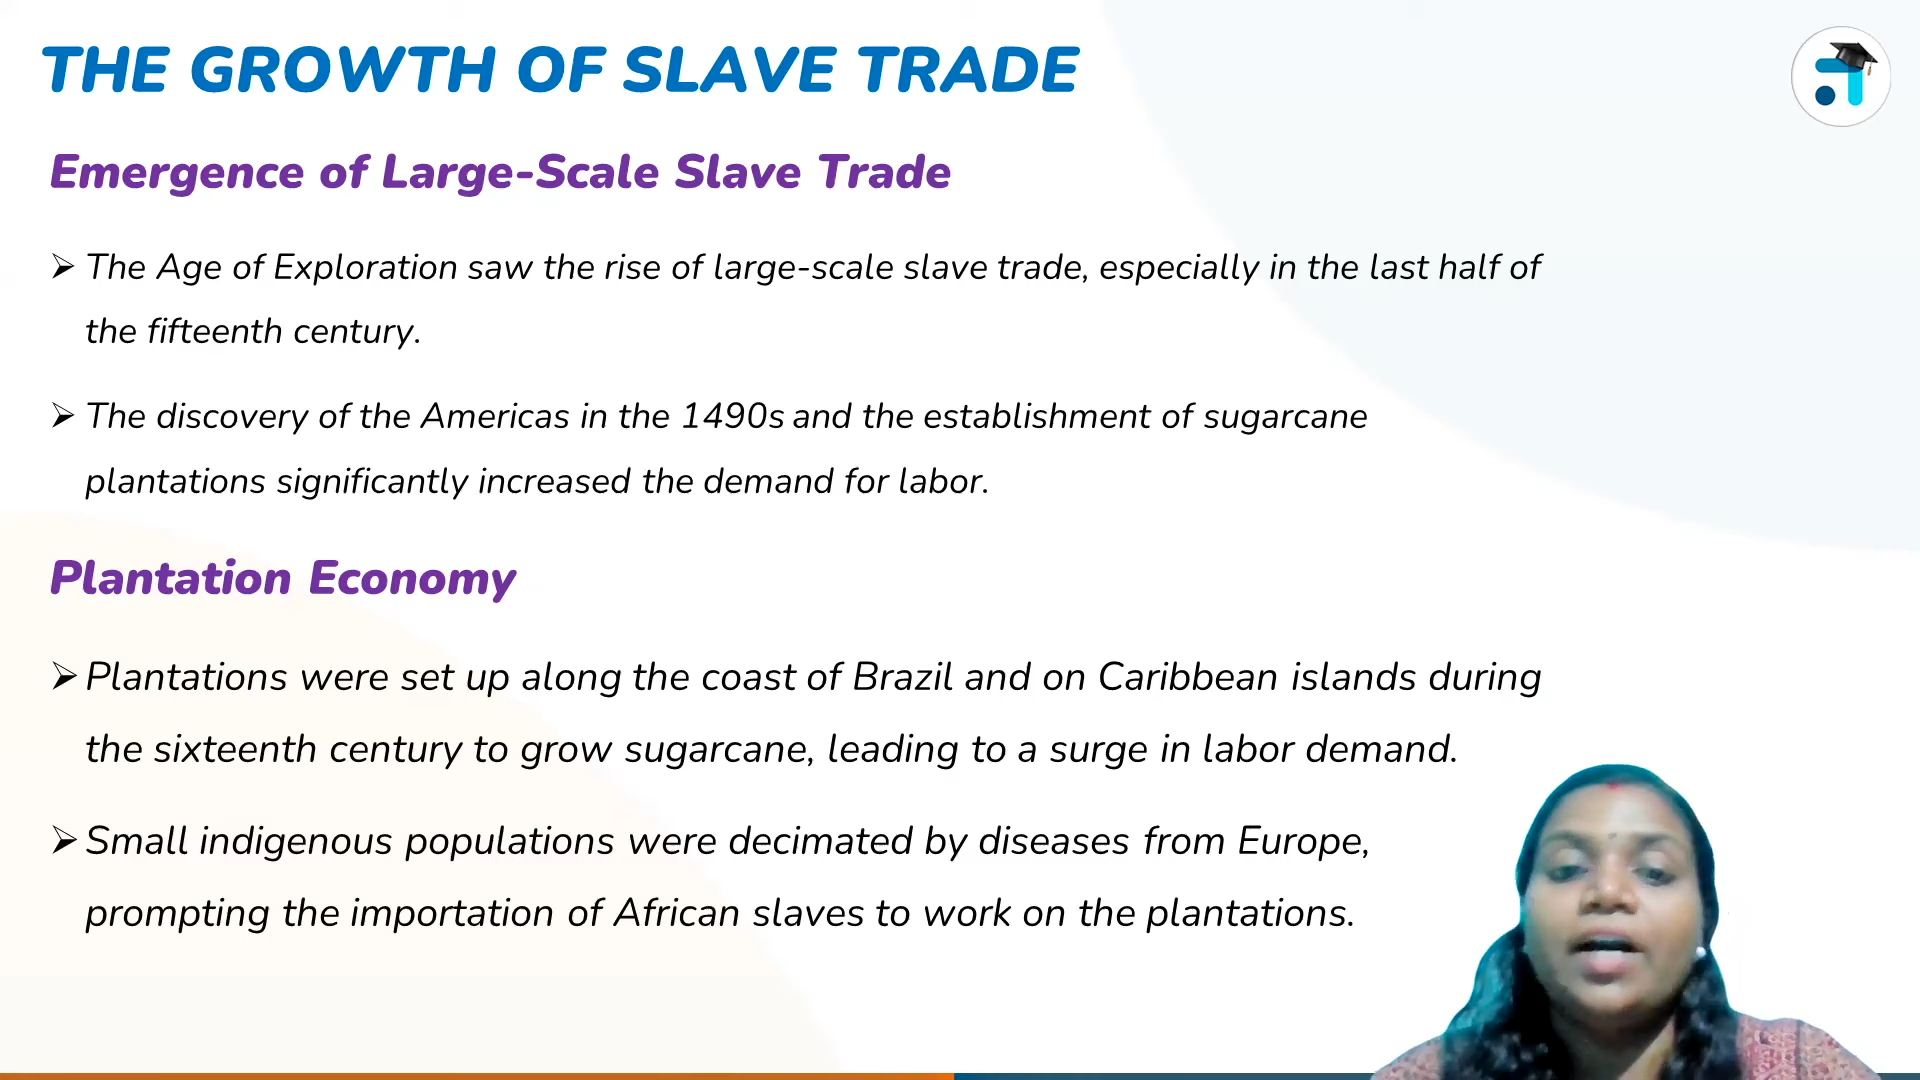 THE GROWTH OF SLAVE TRADE
Emergence of Large-Scale Slave Trade
➢ The Age of Exploration saw the rise of large-scale slave trade, especially in the last half of
the fifteenth century.
➢ The discovery of the Americas in the 1490s and the establishment of sugarcane
plantations significantly increased the demand for labor.
Plantation Economy
➢ Plantations were set up along the coast of Brazil and on Caribbean islands during
the sixteenth century to grow sugarcane, leading to a surge in labor demand.
➢ Small indigenous populations were decimated by diseases from Europe,
prompting the importation of African slaves to work on the plantations.